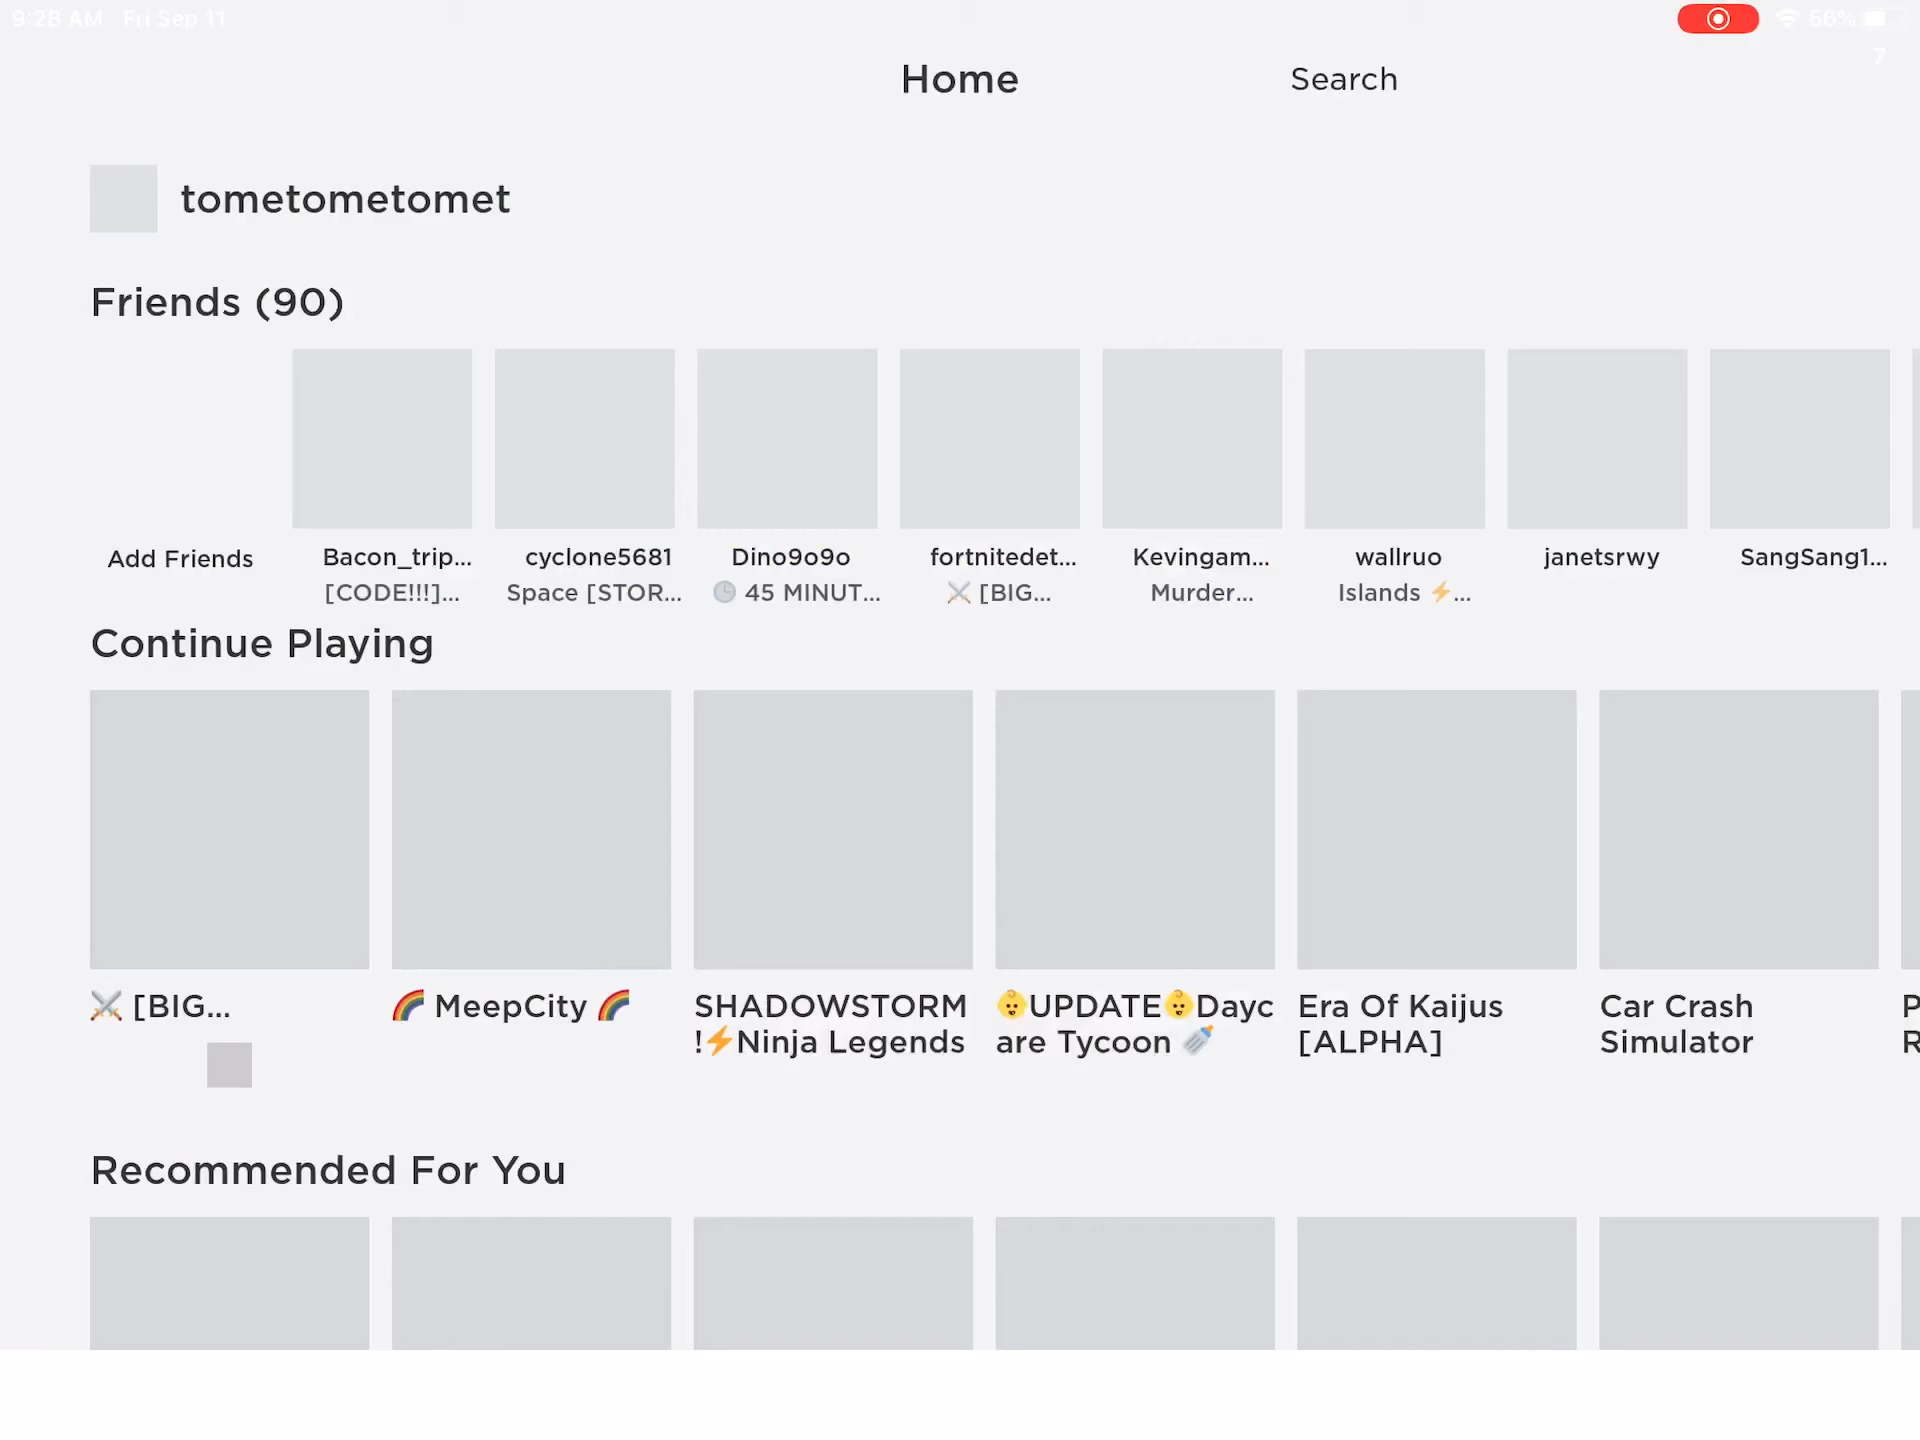 9:28 AM Fri Sep 11
56%
7
Home
Search
tometometomet
Friends (90)
Add Friends
Bacon_trip...
[CODE!!!]...
cyclone5681
Space [STOR...
Dino9o9o
🕒 45 MINUT...
fortnitedet...
⚔️ [BIG...
Kevingam...
Murder...
wallruo
Islands ⚡...
janetsrwy
SangSang1...
Continue Playing
⚔️ [BIG...
🌈 MeepCity 🌈
SHADOWSTORM
!⚡Ninja Legends
👶UPDATE👶Dayc
are Tycoon 🍼
Era Of Kaijus
[ALPHA]
Car Crash
Simulator
P
R
Recommended For You